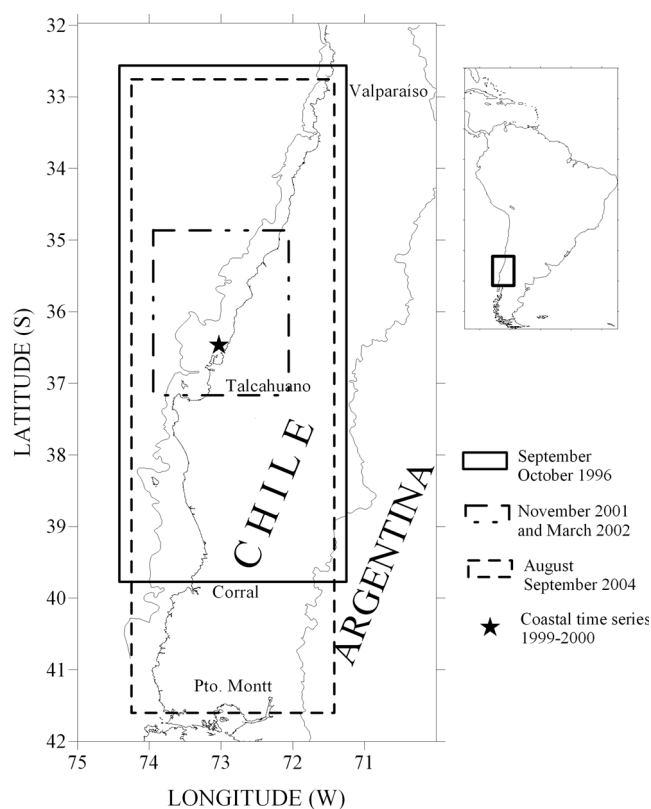 32
33
34
35
36
37
38
39
40
41
42
75
74
73
72
71
LATITUDE (S)
LONGITUDE (W)
Valparaíso
Talcahuano
CHILE
ARGENTINA
Corral
Pto. Montt
September
October 1996
November 2001
and March 2002
August
September 2004
Coastal time series
1999-2000